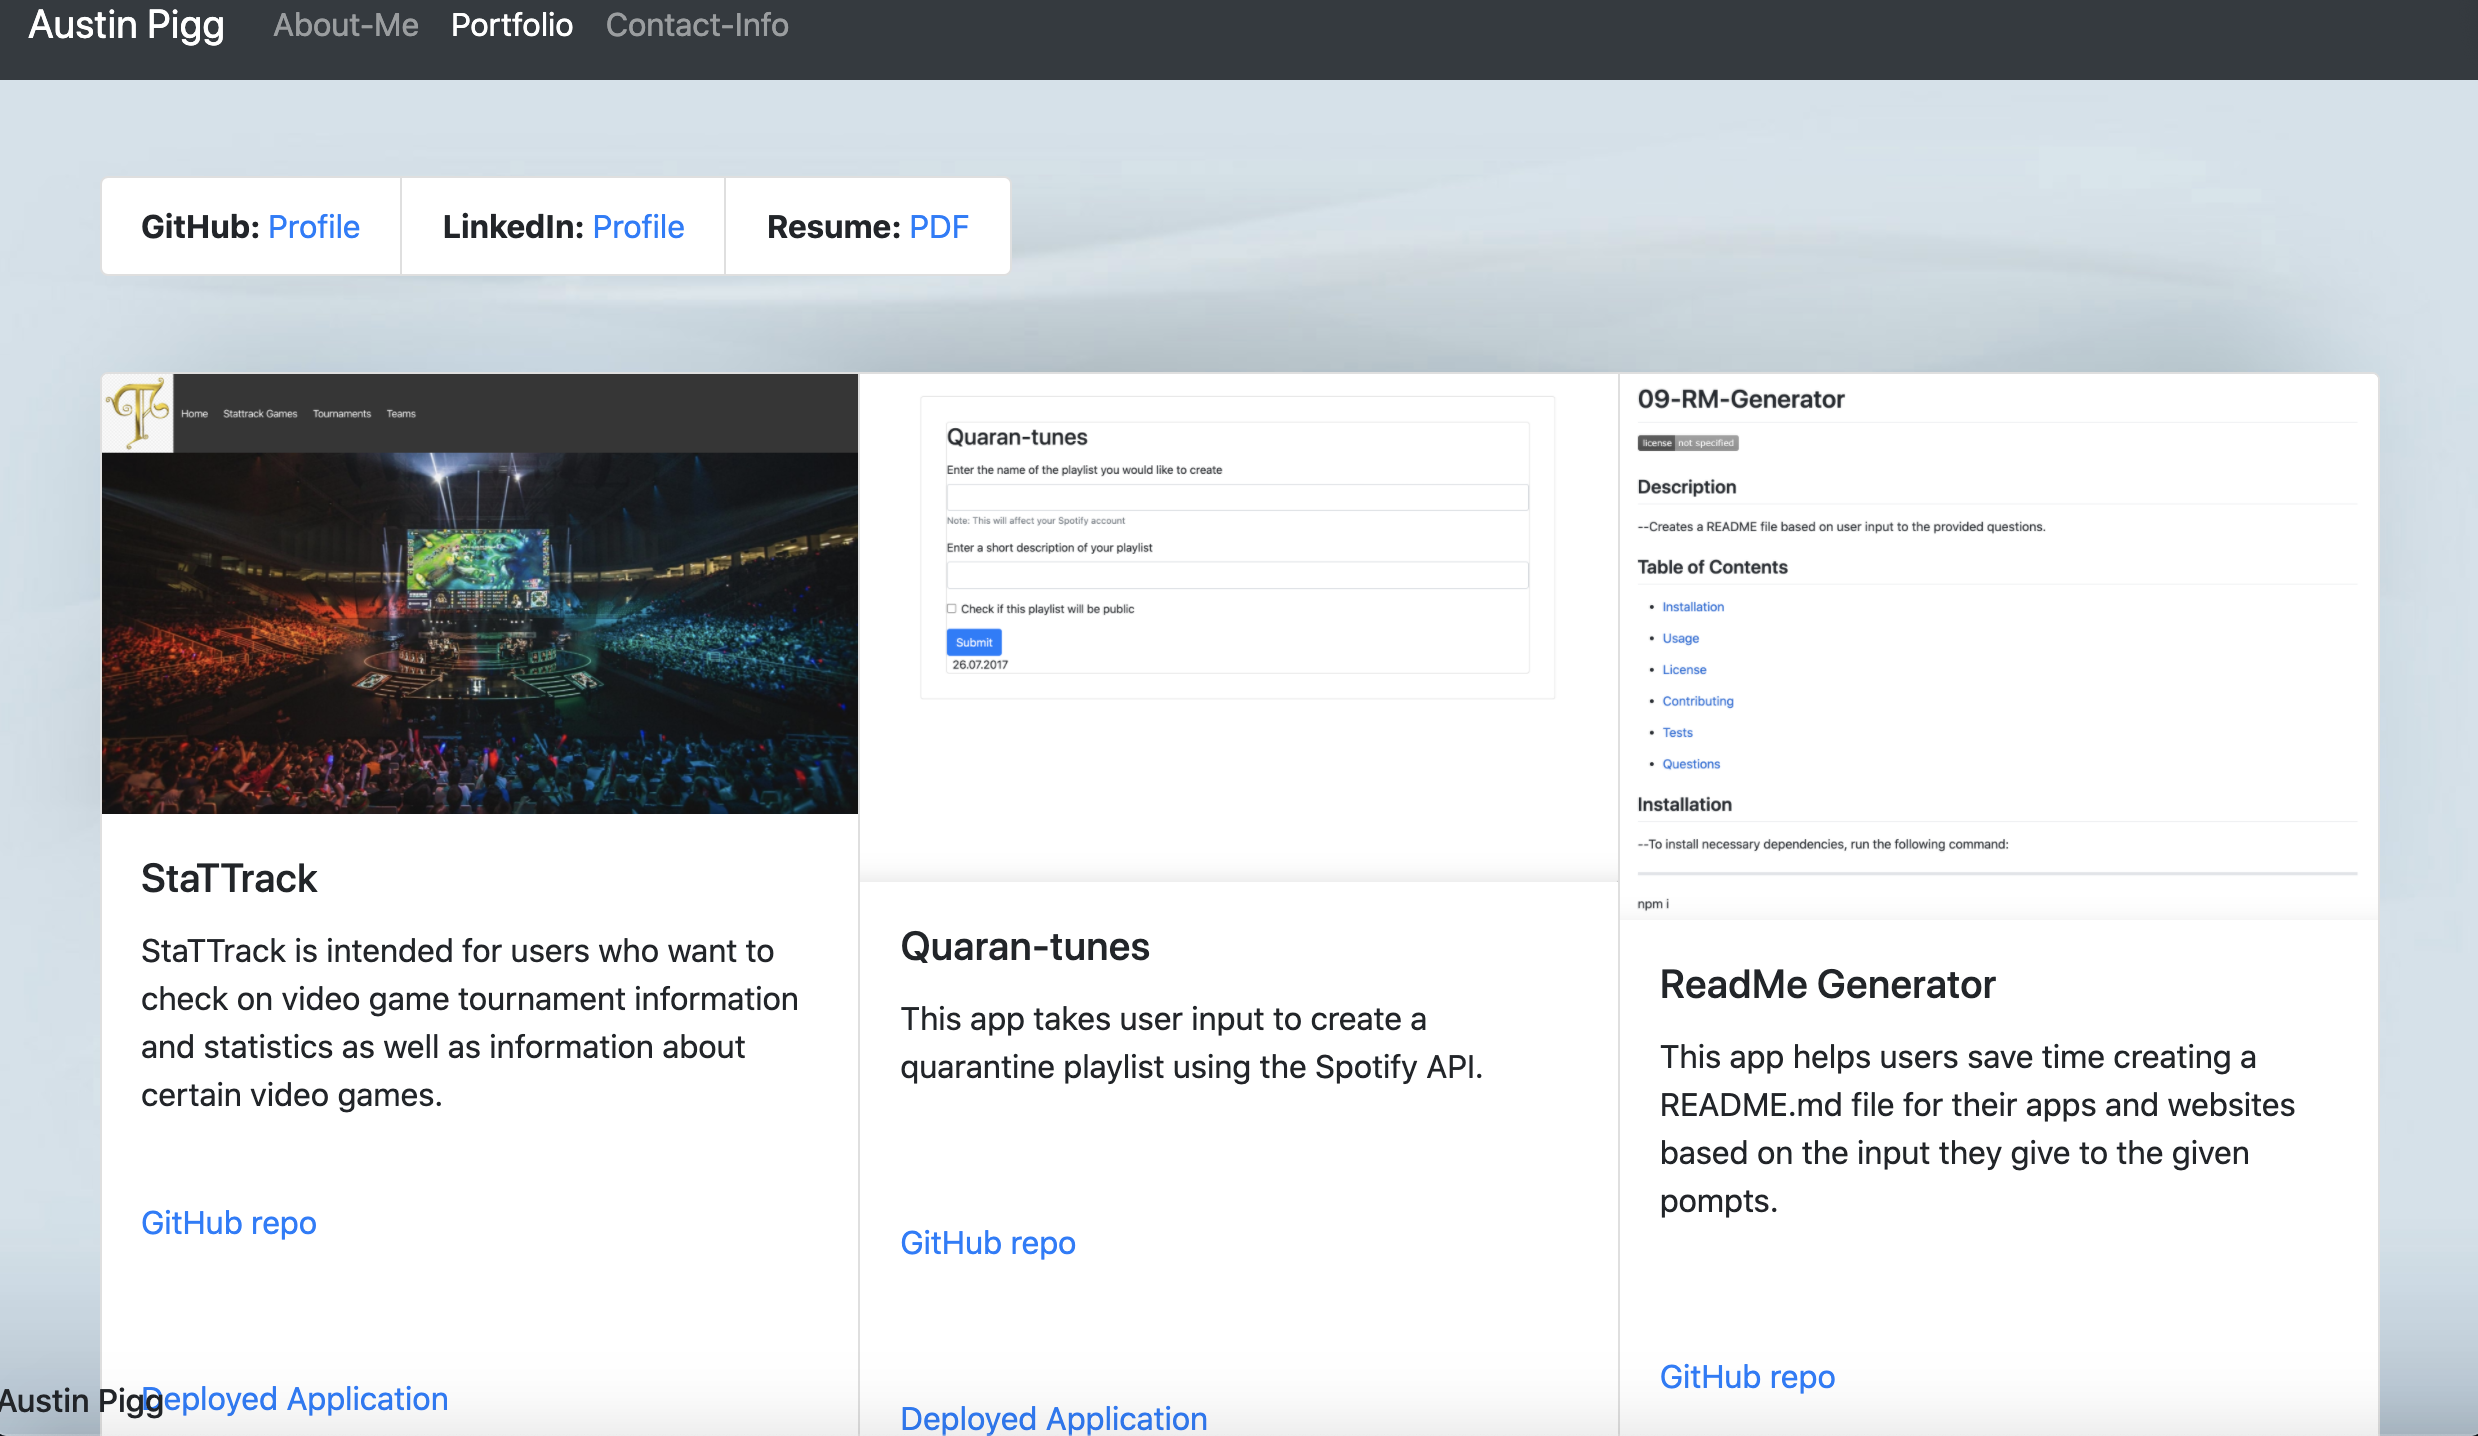 Austin Pigg About-Me Portfolio Contact-Info
GitHub: Profile LinkedIn: Profile Resume: PDF
Home Stattrack Games Tournaments Teams
StaTTrack
StaTTrack is intended for users who want to
check on video game tournament information
and statistics as well as information about
certain video games.
GitHub repo
Deployed Application
Quaran-tunes
Enter the name of the playlist you would like to create
Note: This will affect your Spotify account
Enter a short description of your playlist
Check if this playlist will be public
Submit
26.07.2017
Quaran-tunes
This app takes user input to create a
quarantine playlist using the Spotify API.
GitHub repo
Deployed Application
09-RM-Generator
license not specified
Description
--Creates a README file based on user input to the provided questions.
Table of Contents
• Installation
• Usage
• License
• Contributing
• Tests
• Questions
Installation
--To install necessary dependencies, run the following command:
npm i
ReadMe Generator
This app helps users save time creating a
README.md file for their apps and websites
based on the input they give to the given
pompts.
GitHub repo
Austin Pigg